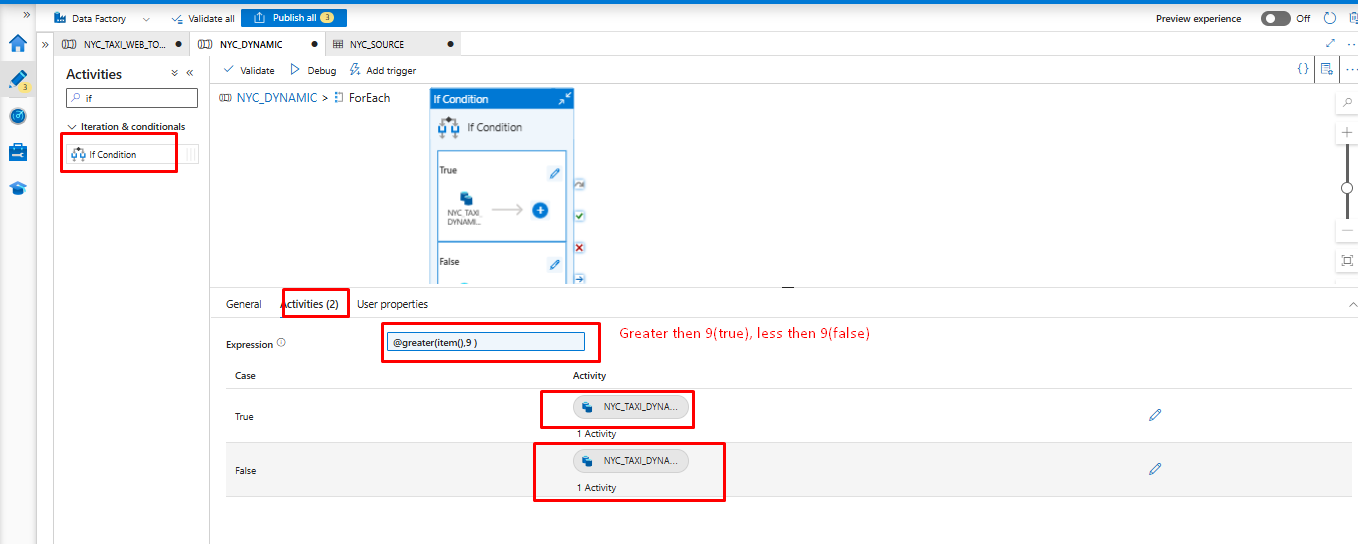 Data Factory
Validate all
Publish all 3
Preview experience
Off
NYC_TAXI_WEB_TO...
NYC_DYNAMIC
NYC_SOURCE
3
Activities
Validate
Debug
Add trigger
if
NYC_DYNAMIC > ForEach
If Condition
Iteration & conditionals
If Condition
If Condition
True
NYC_TAXI_
DYNAMI...
False
General
Activities (2)
User properties
Expression
@greater(item(),9 )
Greater then 9(true), less then 9(false)
Case
Activity
True
NYC_TAXI_DYNA...
1 Activity
False
NYC_TAXI_DYNA...
1 Activity